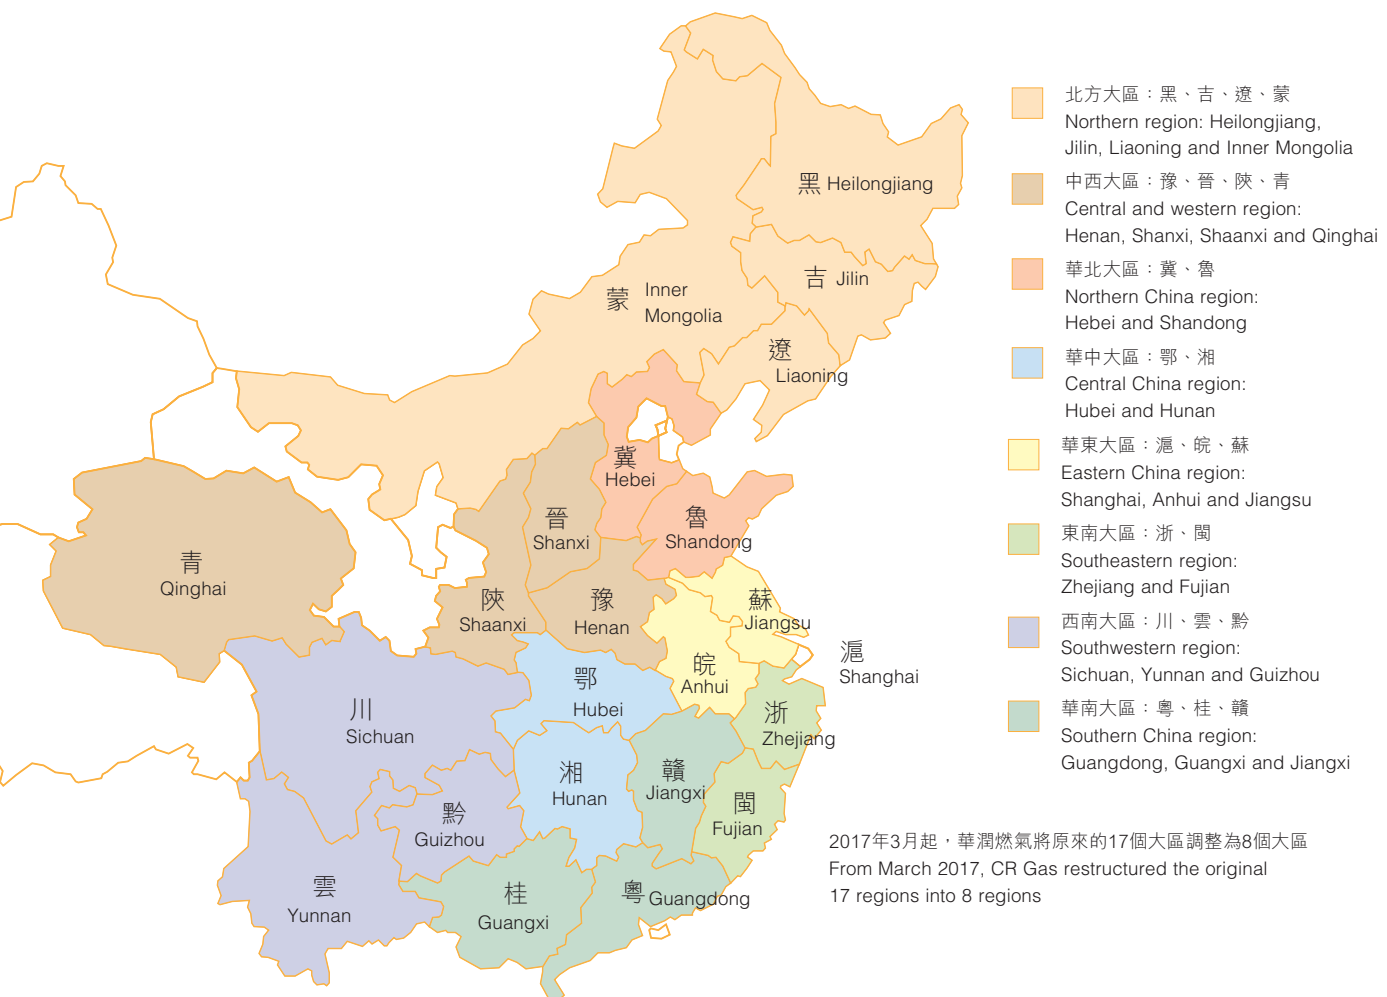 黑 Heilongjiang
吉 Jilin
蒙 Inner
Mongolia
遼
Liaoning
冀
Hebei
魯
Shandong
晉
Shanxi
青
Qinghai
陝
Shaanxi
豫
Henan
蘇
Jiangsu
滬
Shanghai
皖
Anhui
鄂
Hubei
川
Sichuan
浙
Zhejiang
湘
Hunan
贛
Jiangxi
閩
Fujian
黔
Guizhou
雲
Yunnan
桂
Guangxi
粵 Guangdong
北方大區：黑、吉、遼、蒙
Northern region: Heilongjiang,
Jilin, Liaoning and Inner Mongolia
中西大區：豫、晉、陝、青
Central and western region:
Henan, Shanxi, Shaanxi and Qinghai
華北大區：冀、魯
Northern China region:
Hebei and Shandong
華中大區：鄂、湘
Central China region:
Hubei and Hunan
華東大區：滬、皖、蘇
Eastern China region:
Shanghai, Anhui and Jiangsu
東南大區：浙、閩
Southeastern region:
Zhejiang and Fujian
西南大區：川、雲、黔
Southwestern region:
Sichuan, Yunnan and Guizhou
華南大區：粵、桂、贛
Southern China region:
Guangdong, Guangxi and Jiangxi
2017年3月起，華潤燃氣將原來的17個大區調整為8個大區
From March 2017, CR Gas restructured the original
17 regions into 8 regions